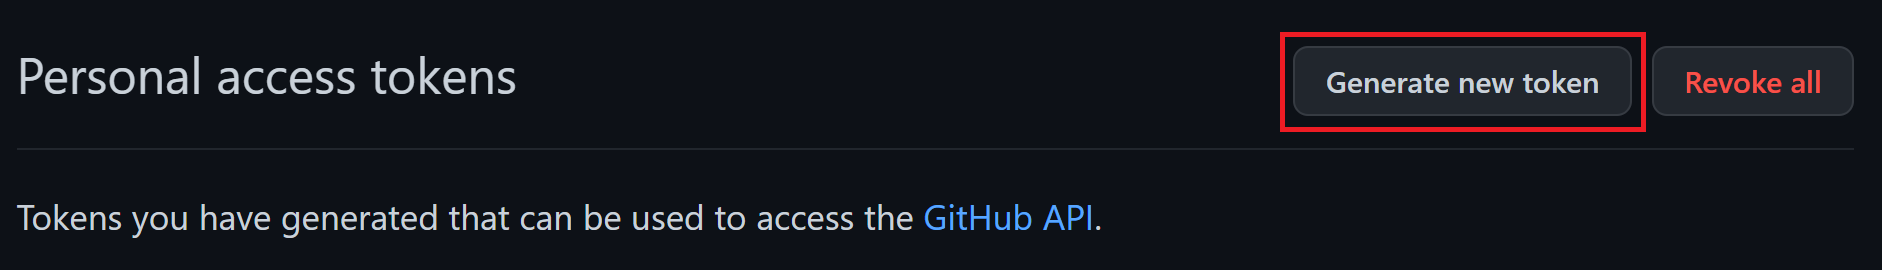 Personal access tokens
Generate new token
Revoke all
Tokens you have generated that can be used to access the GitHub API.